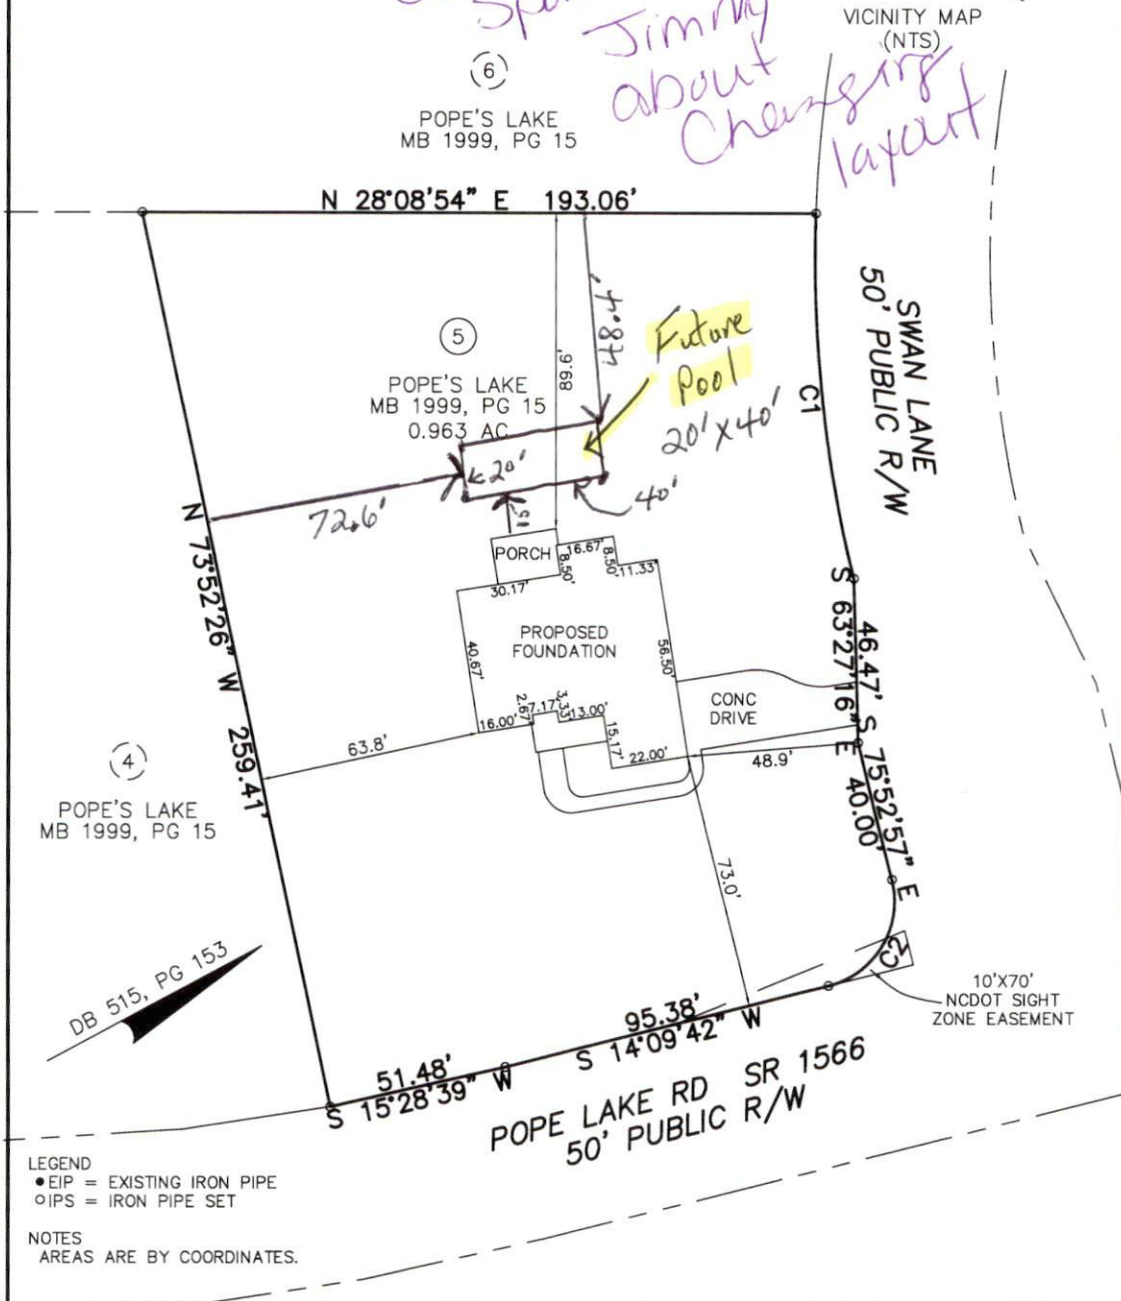 Jimmy
about
Changing
layout
VICINITY MAP
(NTS)
6
POPE'S LAKE
MB 1999, PG 15
N 28°08'54" E 193.06'
48.4'
89.6'
Future
Pool
20' X 40'
5
POPE'S LAKE
MB 1999, PG 15
0.963 AC
20'
40'
72.6'
15
SWAN LANE
50' PUBLIC R/W
C1
N 73°52'26" W 259.41'
PORCH
16.67'
8.50'
8.50'
11.33'
30.17'
PROPOSED
FOUNDATION
40.67'
56.50'
2.67'
7.17'
3.33'
13.00'
16.00'
15.17'
22.00'
CONC
DRIVE
S 63°27'16" E
46.47'
63.8'
48.9'
S 75°52'57" E
40.00'
4
POPE'S LAKE
MB 1999, PG 15
73.0'
C2
DB 515, PG 153
10'X70'
NCDOT SIGHT
ZONE EASEMENT
95.38'
S 14°09'42" W
51.48'
S 15°28'39" W
POPE LAKE RD SR 1566
50' PUBLIC R/W
LEGEND
●EIP = EXISTING IRON PIPE
○IPS = IRON PIPE SET
NOTES
AREAS ARE BY COORDINATES.